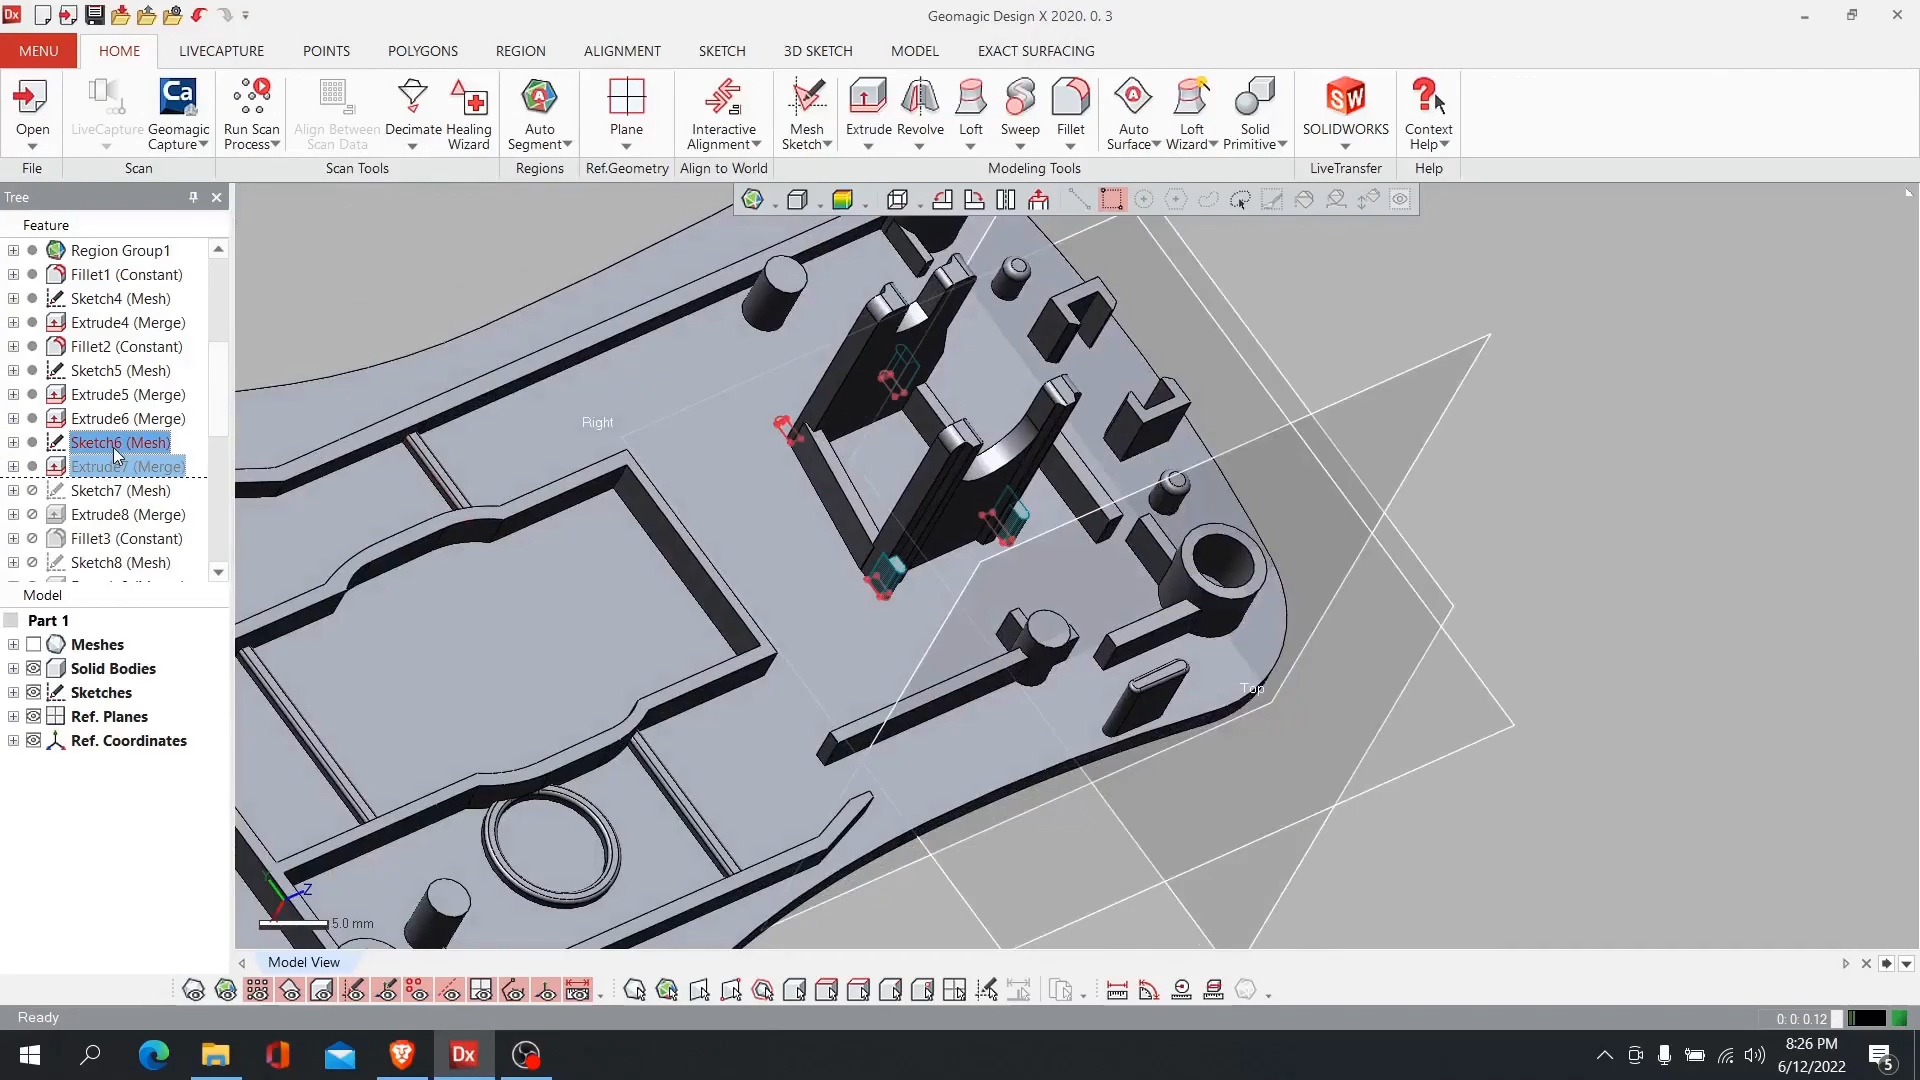 Dx
Geomagic Design X 2020. 0. 3
MENU HOME LIVECAPTURE POINTS POLYGONS REGION ALIGNMENT SKETCH 3D SKETCH MODEL EXACT SURFACING
Open
LiveCapture
Geomagic Capture
Run Scan Process
Align Between Scan Data
Decimate
Healing Wizard
Auto Segment
Plane
Interactive Alignment
Mesh Sketch
Extrude
Revolve
Loft
Sweep
Fillet
Auto Surface
Loft Wizard
Solid Primitive
SOLIDWORKS
Context Help
File Scan Scan Tools Regions Ref.Geometry Align to World Modeling Tools LiveTransfer Help
Tree
Feature
Region Group1
Fillet1 (Constant)
Sketch4 (Mesh)
Extrude4 (Merge)
Fillet2 (Constant)
Sketch5 (Mesh)
Extrude5 (Merge)
Extrude6 (Merge)
Sketch6 (Mesh)
Extrude7 (Merge)
Sketch7 (Mesh)
Extrude8 (Merge)
Fillet3 (Constant)
Sketch8 (Mesh)
Model
Part 1
Meshes
Solid Bodies
Sketches
Ref. Planes
Ref. Coordinates
Right
Top
Z
5.0 mm
Model View
Ready
0: 0: 0.12
Dx
8:26 PM
6/12/2022
5